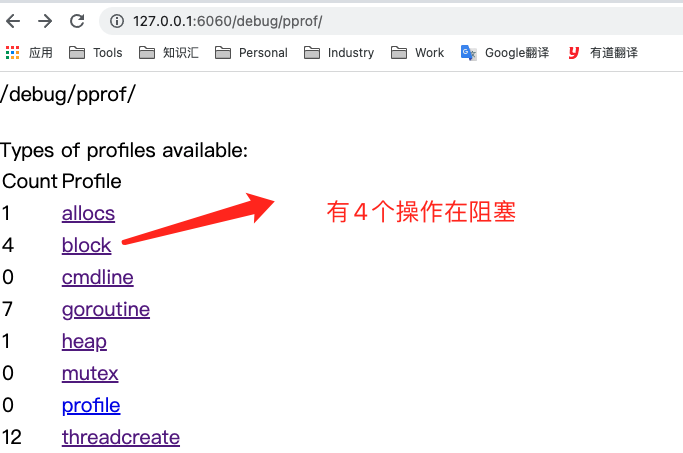 127.0.0.1:6060/debug/pprof/
应用 Tools 知识汇 Personal Industry Work Google翻译 有道翻译
/debug/pprof/
Types of profiles available:
Count Profile
1 allocs
4 block
有4个操作在阻塞
0 cmdline
7 goroutine
1 heap
0 mutex
0 profile
12 threadcreate